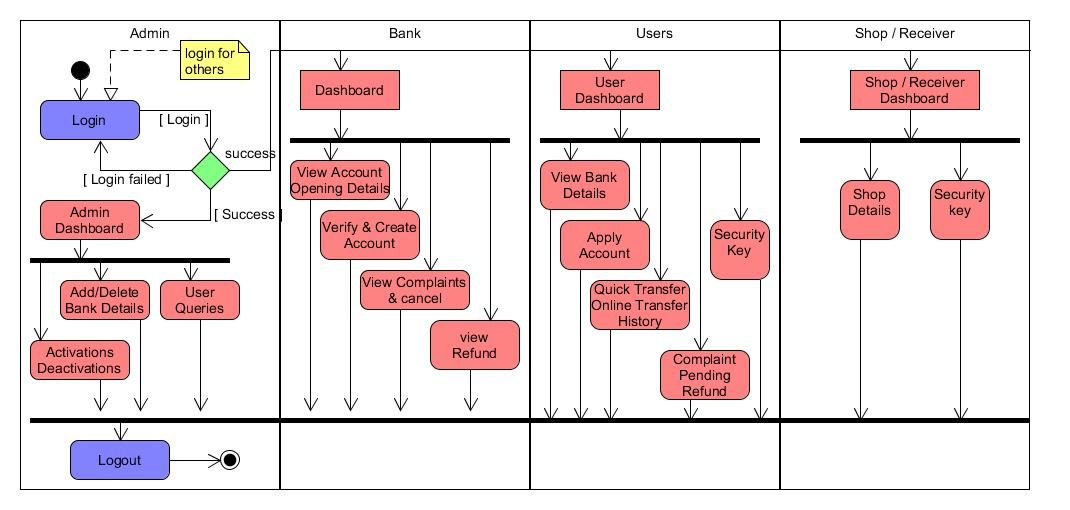 Admin
Bank
Users
Shop / Receiver
login for
others
Login
[ Login ]
success
[ Login failed ]
[ Success ]
Admin
Dashboard
Add/Delete
Bank Details
User
Queries
Activations
Deactivations
Logout
Dashboard
View Account
Opening Details
Verify & Create
Account
View Complaints
& cancel
view
Refund
User
Dashboard
View Bank
Details
Apply
Account
Security
Key
Quick Transfer
Online Transfer
History
Complaint
Pending
Refund
Shop / Receiver
Dashboard
Shop
Details
Security
key